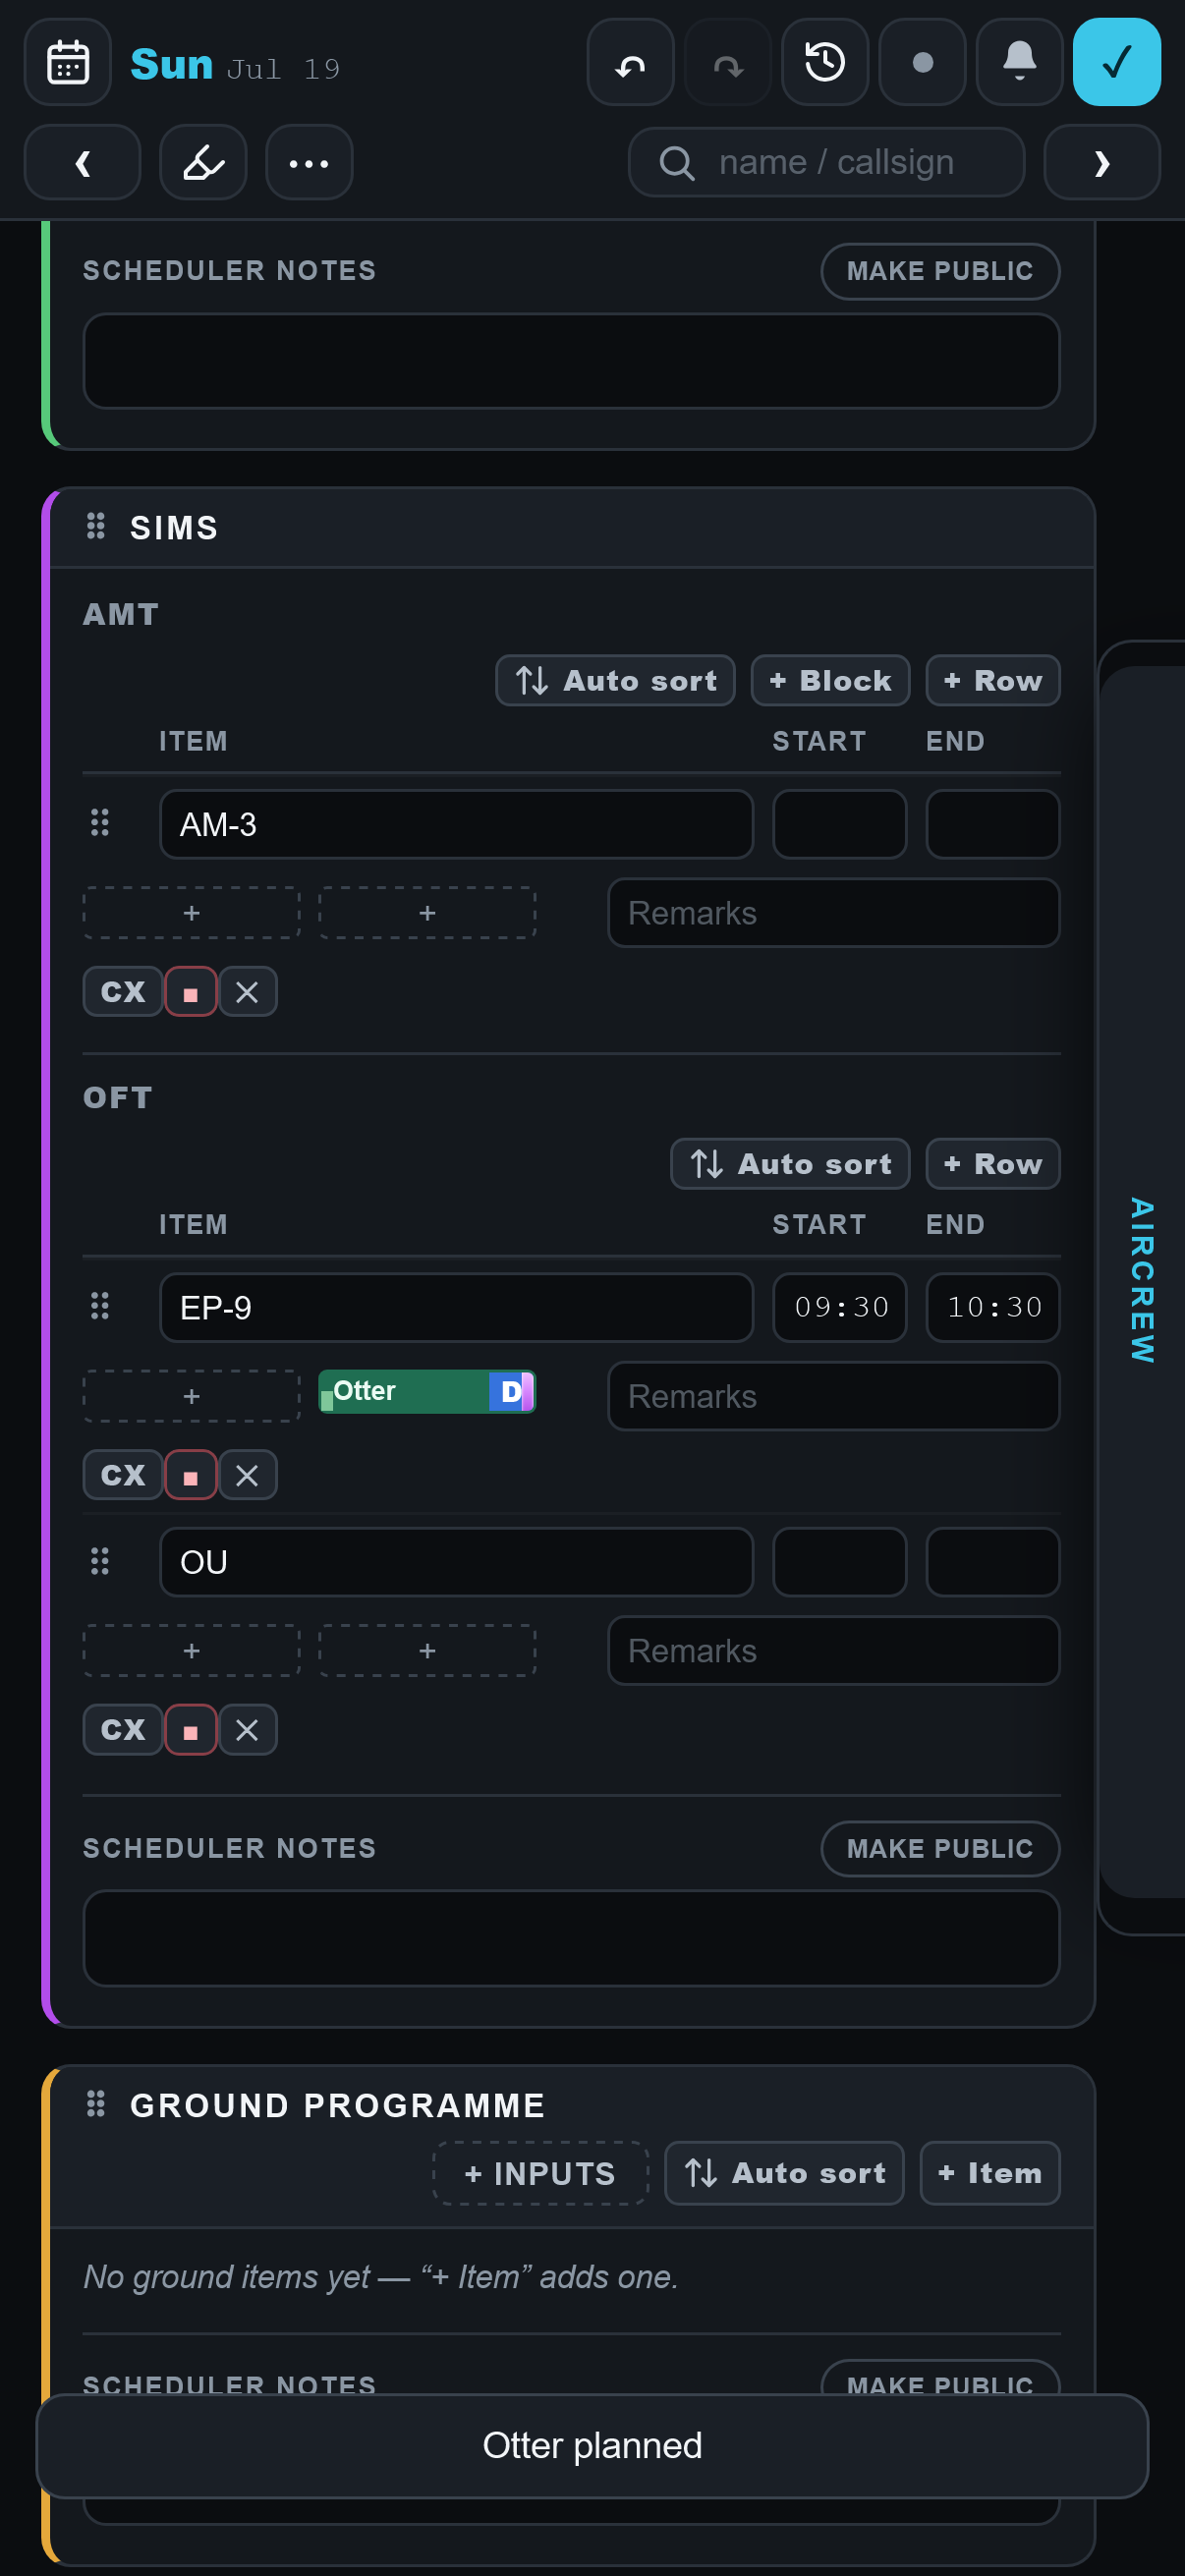 Sun Jul 19
name / callsign
SCHEDULER NOTES
MAKE PUBLIC
SIMS
AMT
Auto sort
+ Block
+ Row
ITEM START END
AM-3
+ + Remarks
CX
OFT
Auto sort
+ Row
ITEM START END
EP-9 09:30 10:30
+ Otter D Remarks
CX
OU
+ + Remarks
CX
SCHEDULER NOTES
MAKE PUBLIC
AIRCREW
GROUND PROGRAMME
+ INPUTS
Auto sort
+ Item
No ground items yet — “+ Item” adds one.
SCHEDULER NOTES
MAKE PUBLIC
Otter planned